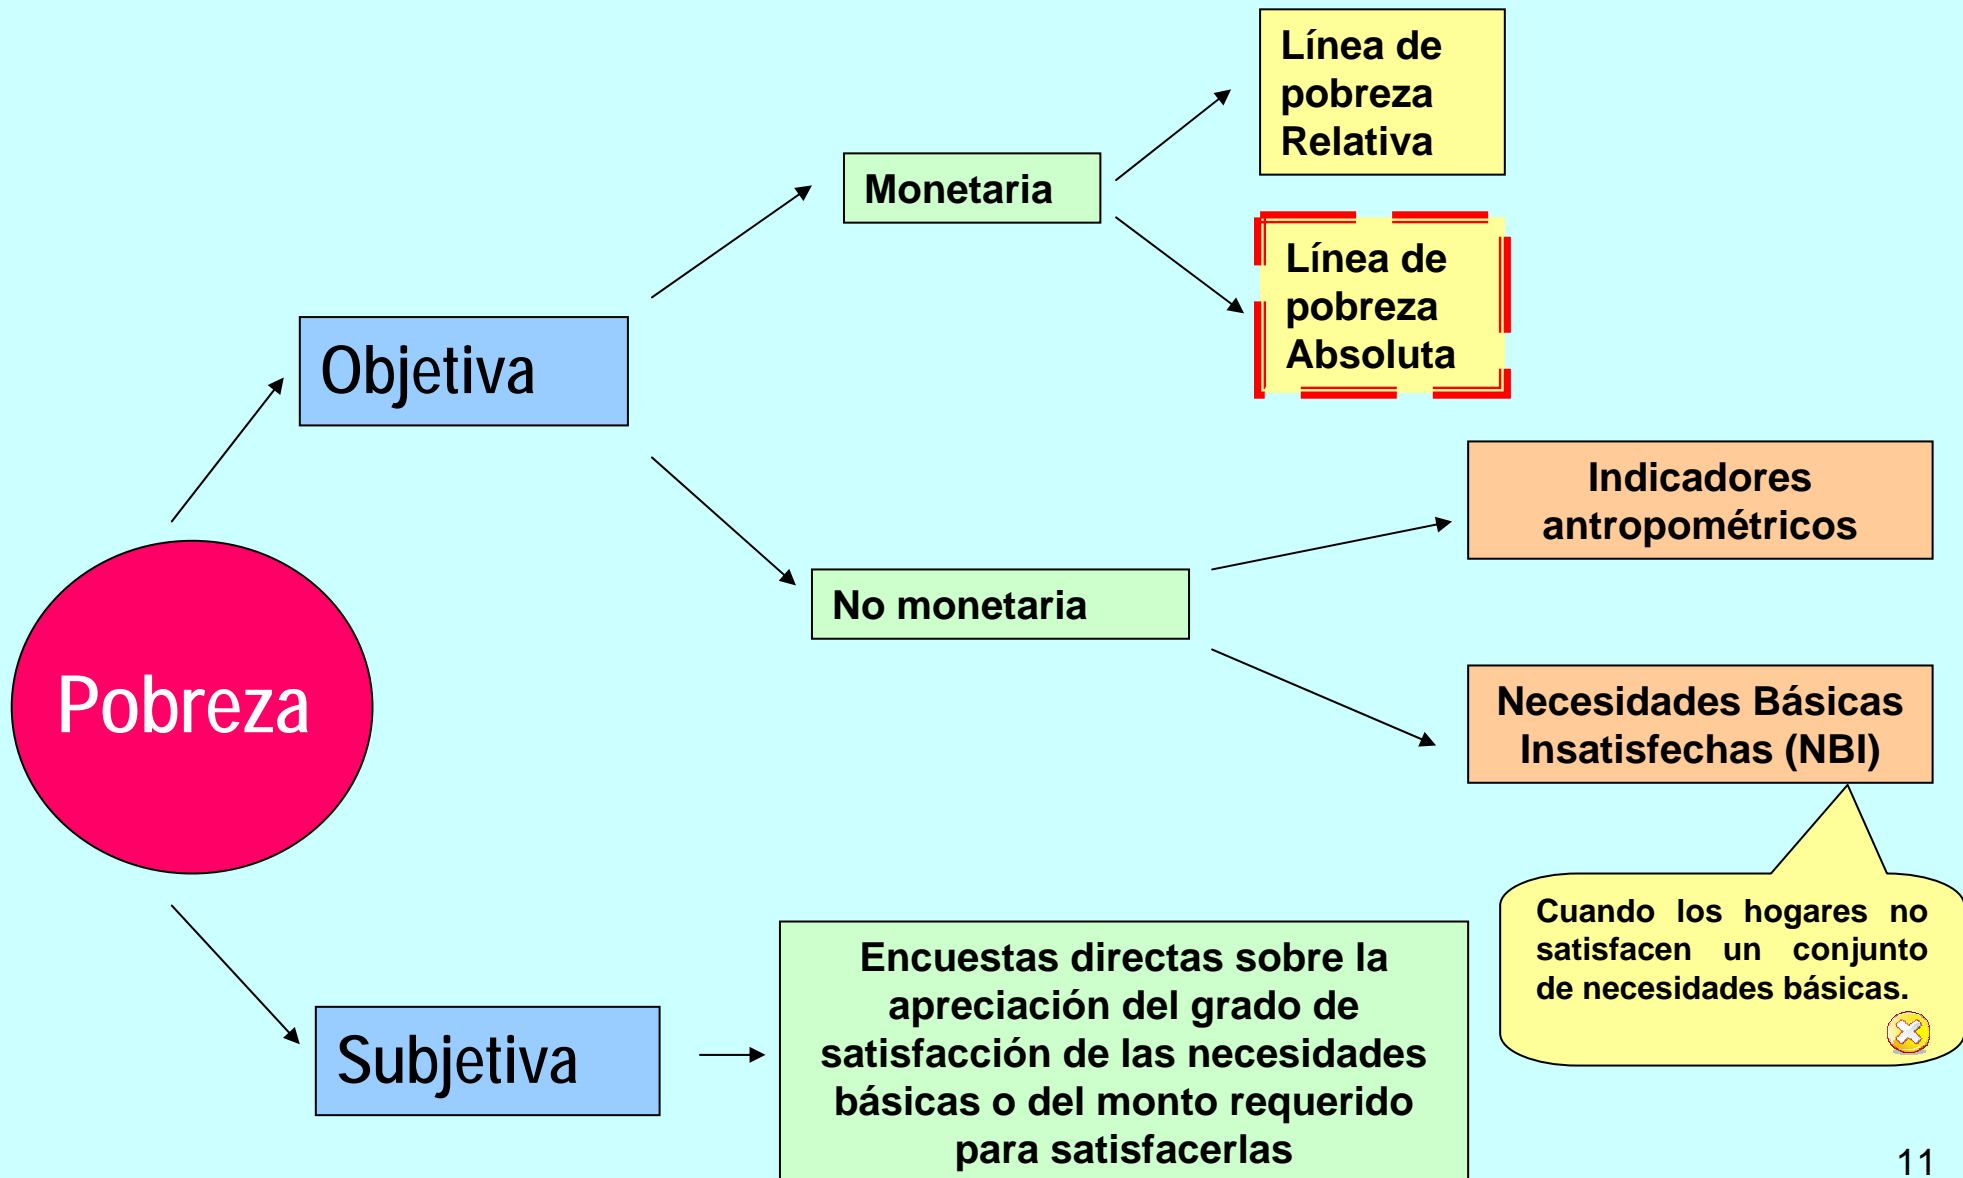 Línea de
pobreza
Relativa
Monetaria
Línea de
pobreza
Absoluta
Objetiva
Indicadores
antropométricos
No monetaria
Pobreza
Necesidades Básicas
Insatisfechas (NBI)
Cuando los hogares no
satisfacen un conjunto
de necesidades básicas.
Subjetiva
Encuestas directas sobre la
apreciación del grado de
satisfacción de las necesidades
básicas o del monto requerido
para satisfacerlas
11